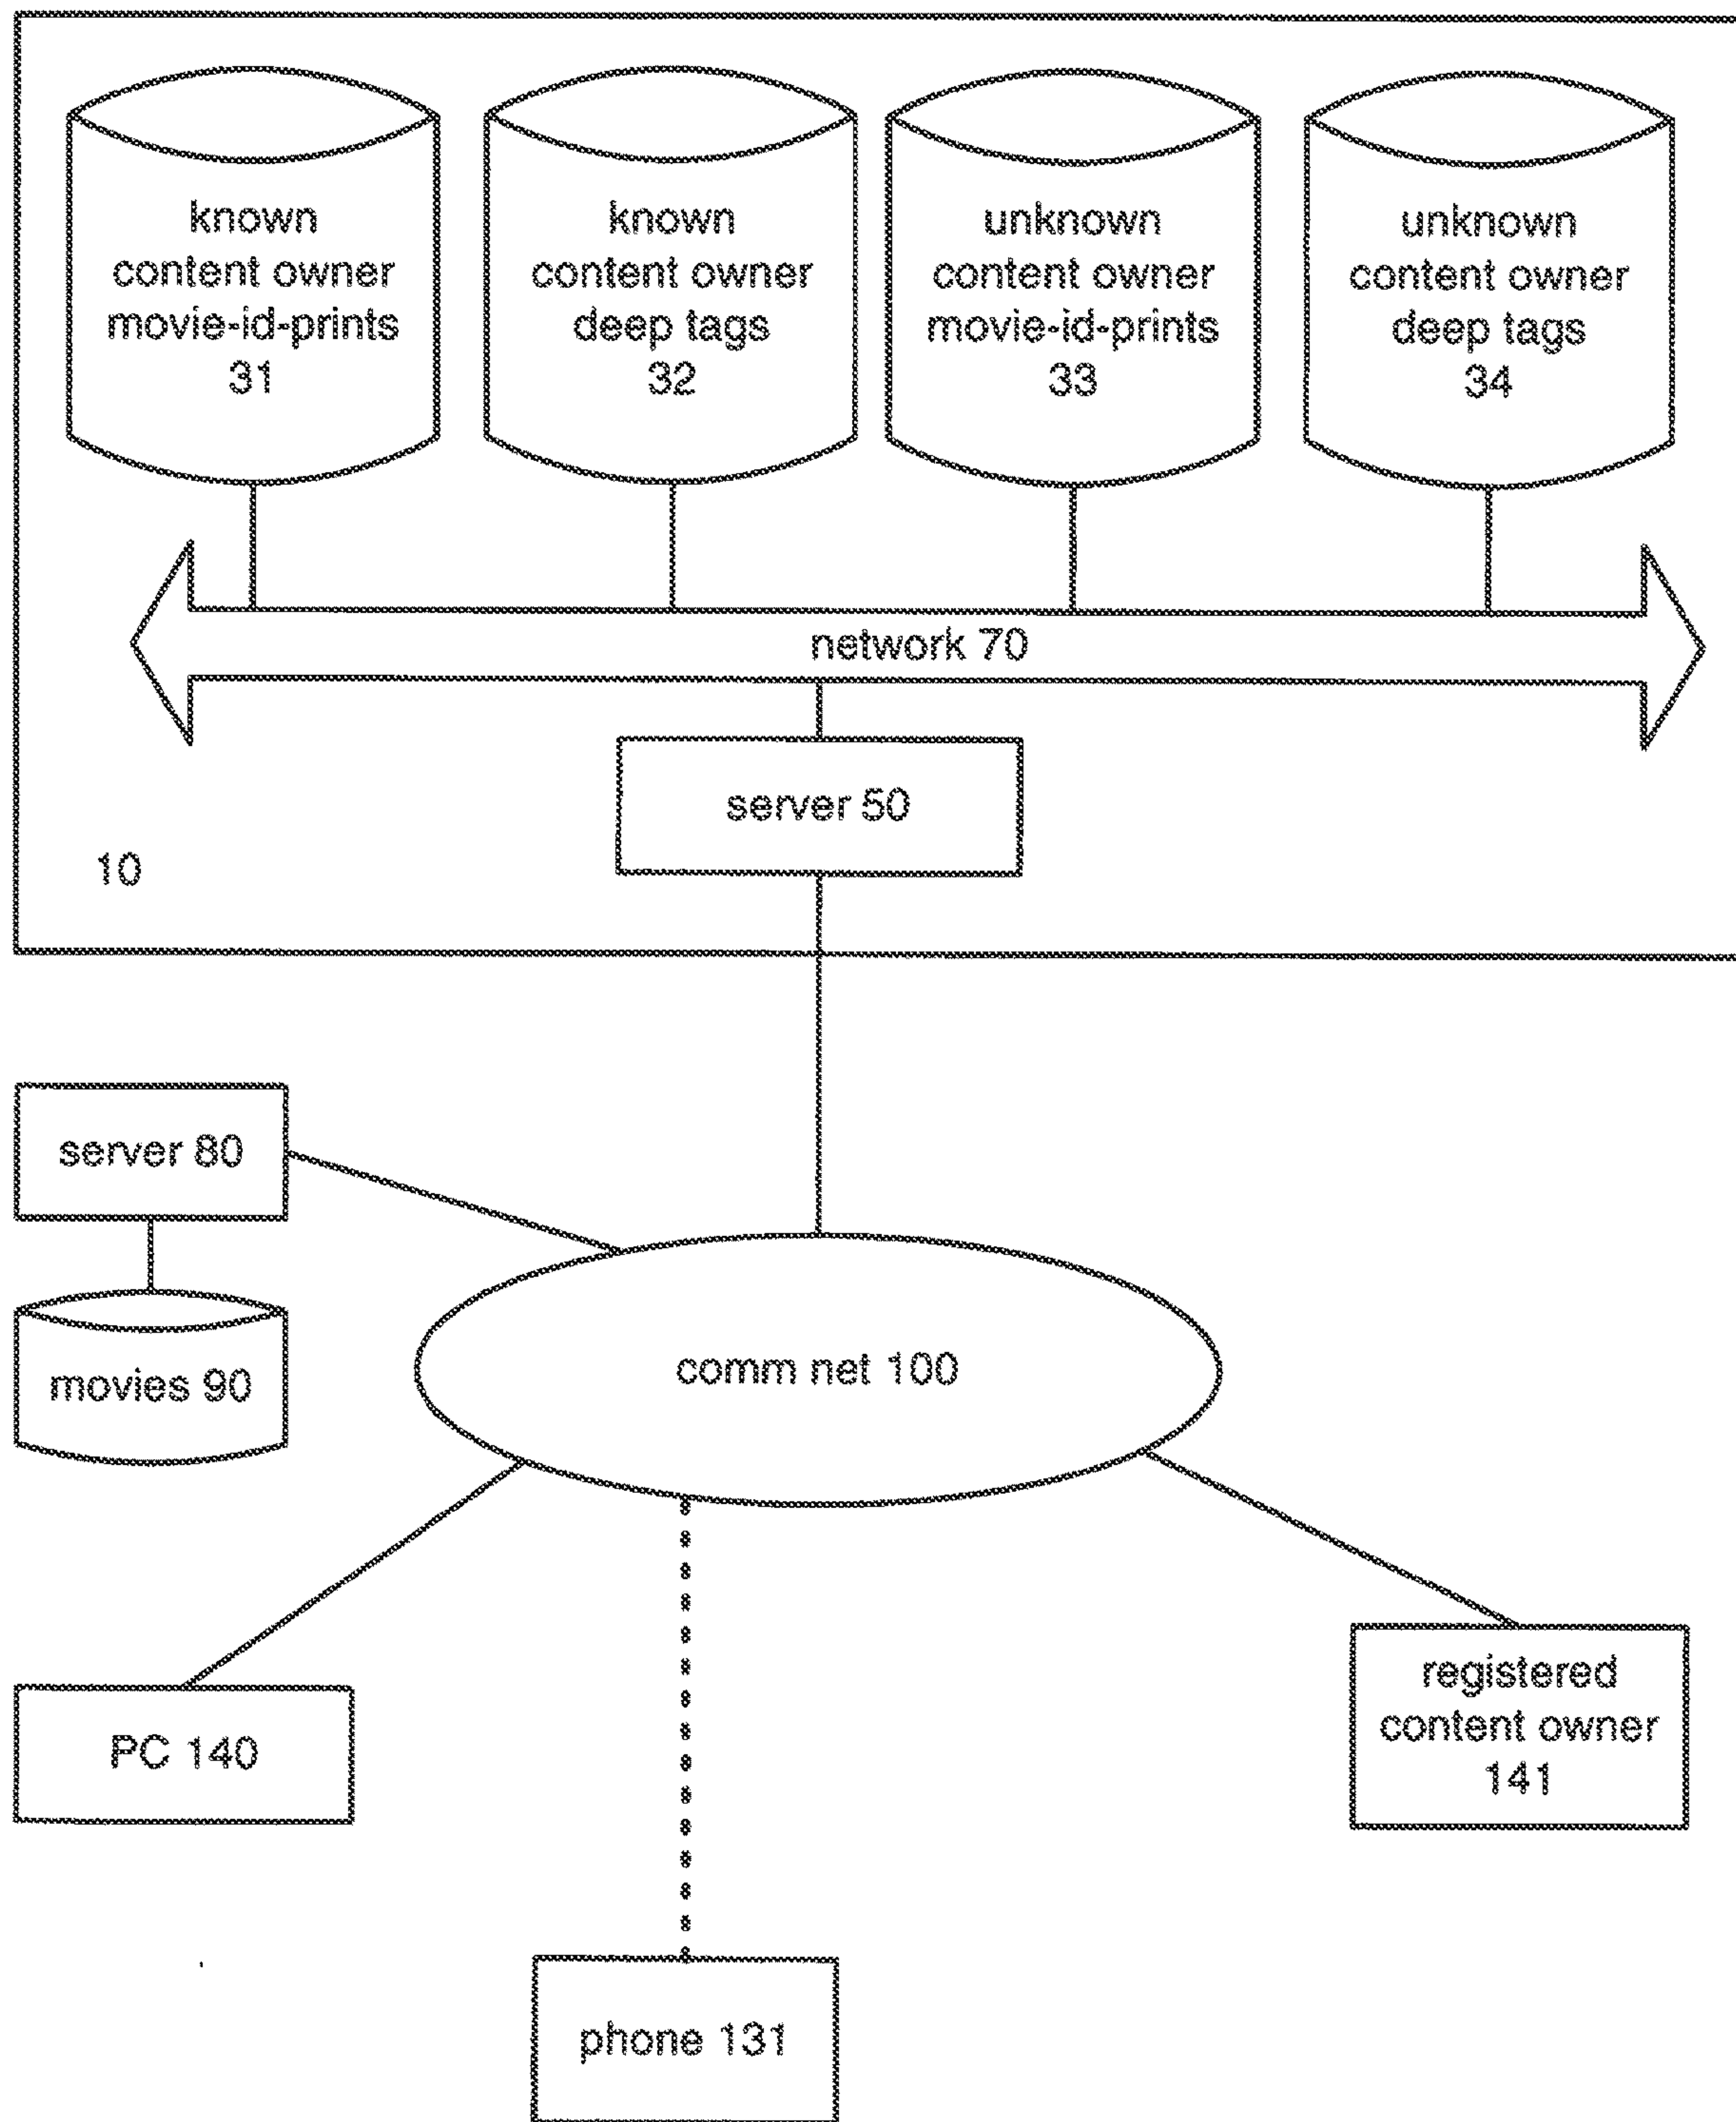 known
content owner
movie-id-prints
31
known
content owner
deep tags
32
unknown
content owner
movie-id-prints
33
unknown
content owner
deep tags
34
network 70
server 50
10
server 80
movies 90
comm net 100
PC 140
registered
content owner
141
phone 131